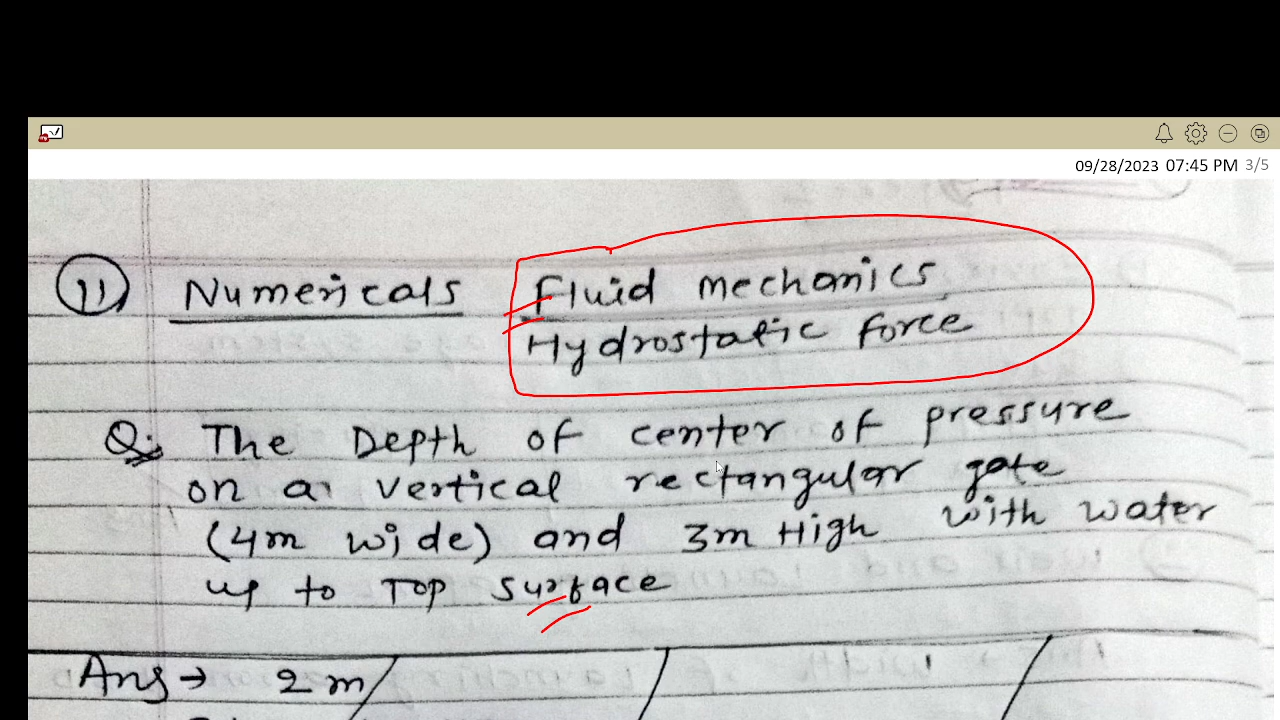 09/28/2023 07:45 PM 3/5
11 Numericals Fluid mechanics
Hydrostatic force
Q: The Depth of center of pressure
on a vertical rectangular gate
(4m wide) and 3m High with water
up to Top surface
Ans → 2m